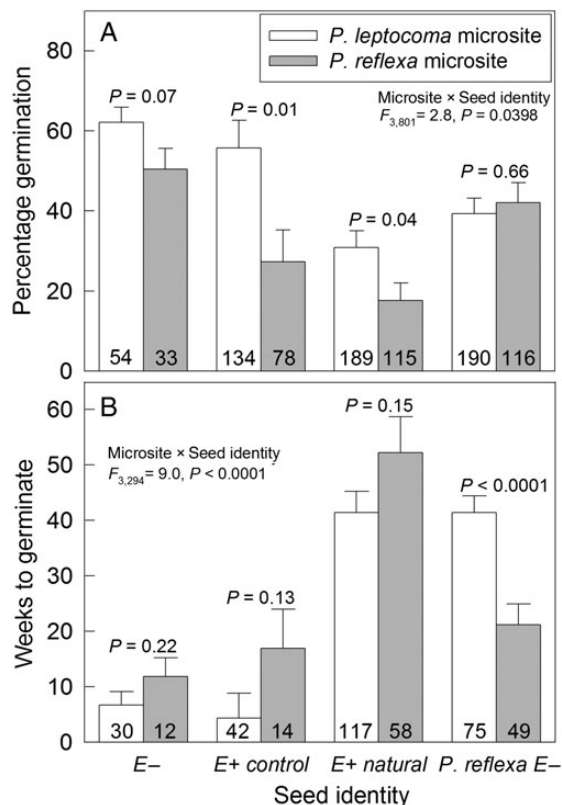 A
P. leptocoma microsite
P. reflexa microsite
Microsite × Seed identity
F3,801= 2.8, P = 0.0398
P = 0.07
P = 0.01
P = 0.04
P = 0.66
Percentage germination
80
60
40
20
0
54 33 134 78 189 115 190 116
B
Microsite × Seed identity
F3,294= 9.0, P < 0.0001
P = 0.22
P = 0.13
P = 0.15
P < 0.0001
Weeks to germinate
60
50
40
30
20
10
0
30 12 42 14 117 58 75 49
E– E+ control E+ natural P. reflexa E–
Seed identity